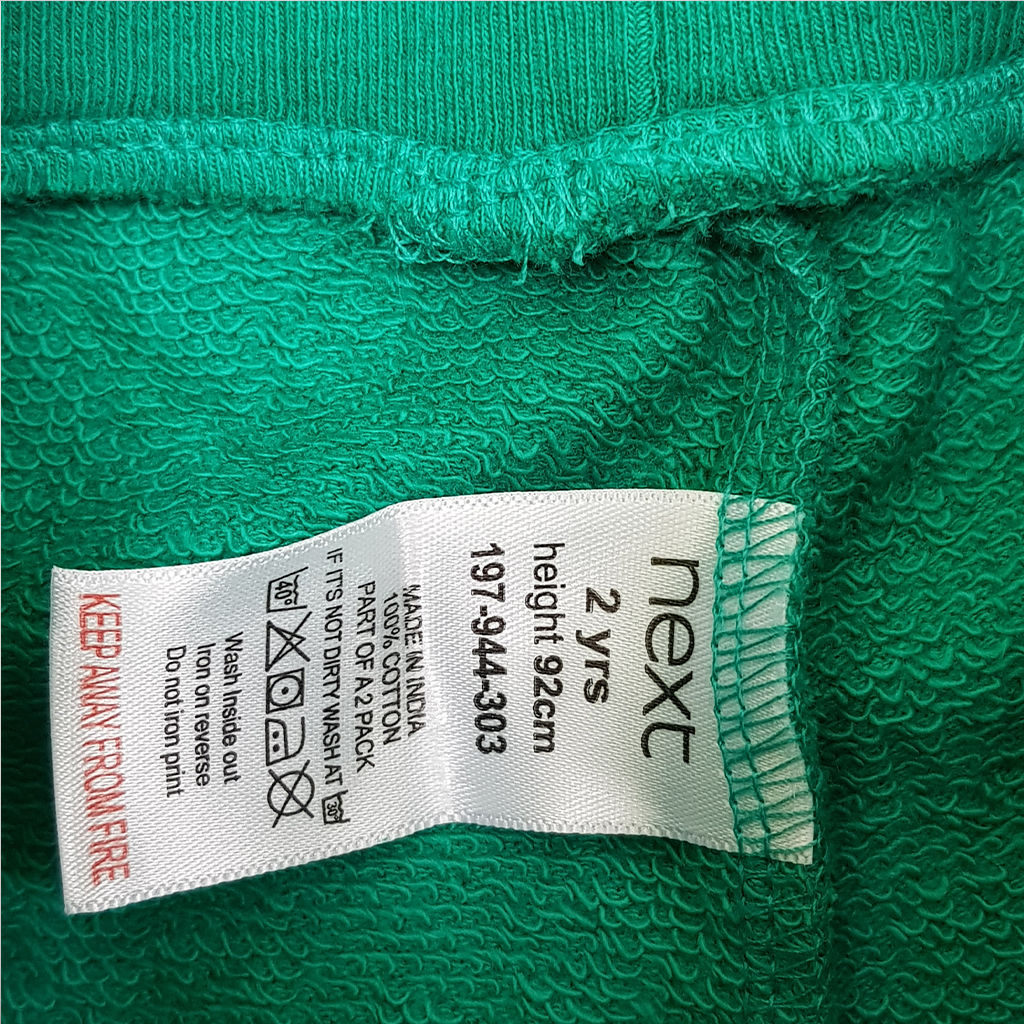 next
2 yrs
height 92cm
197-944-303
MADE IN INDIA
100% COTTON
PART OF A 2 PACK
IF IT'S NOT DIRTY WASH AT 30°
40°
Wash Inside out
Iron on reverse
Do not iron print
KEEP AWAY FROM FIRE